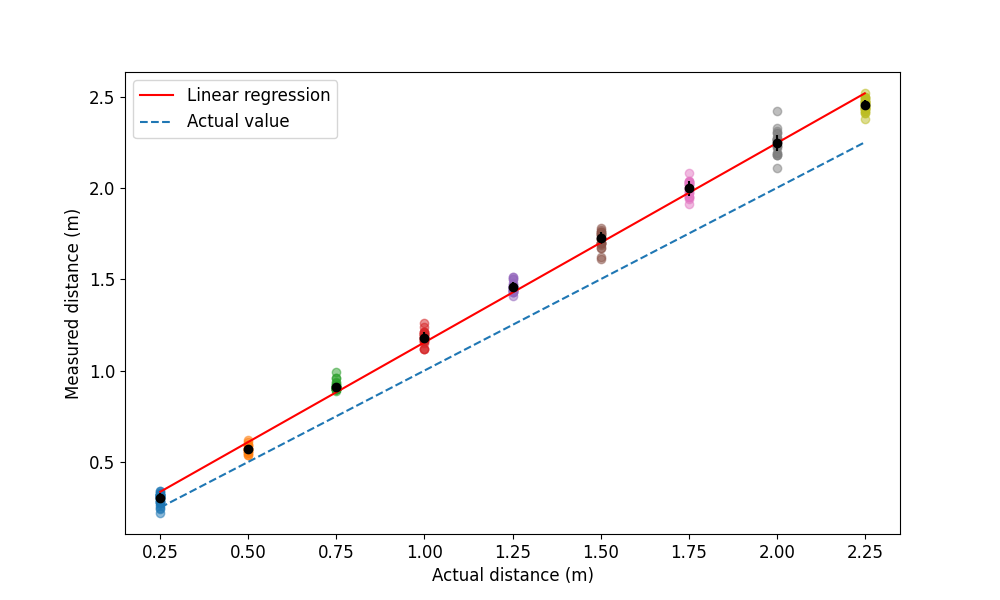 Linear regression
Actual value
Measured distance (m)
2.5
2.0
1.5
1.0
0.5
0.25 0.50 0.75 1.00 1.25 1.50 1.75 2.00 2.25
Actual distance (m)